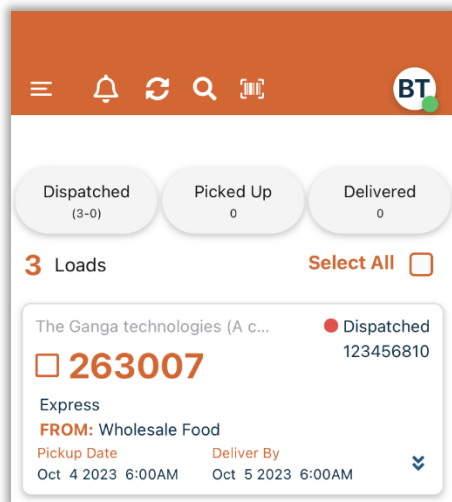 BT
Dispatched Picked Up Delivered
(3-0) 0 0
3 Loads Select All
The Ganga technologies (A c... Dispatched
263007 123456810
Express
FROM: Wholesale Food
Pickup Date Deliver By
Oct 4 2023 6:00AM Oct 5 2023 6:00AM